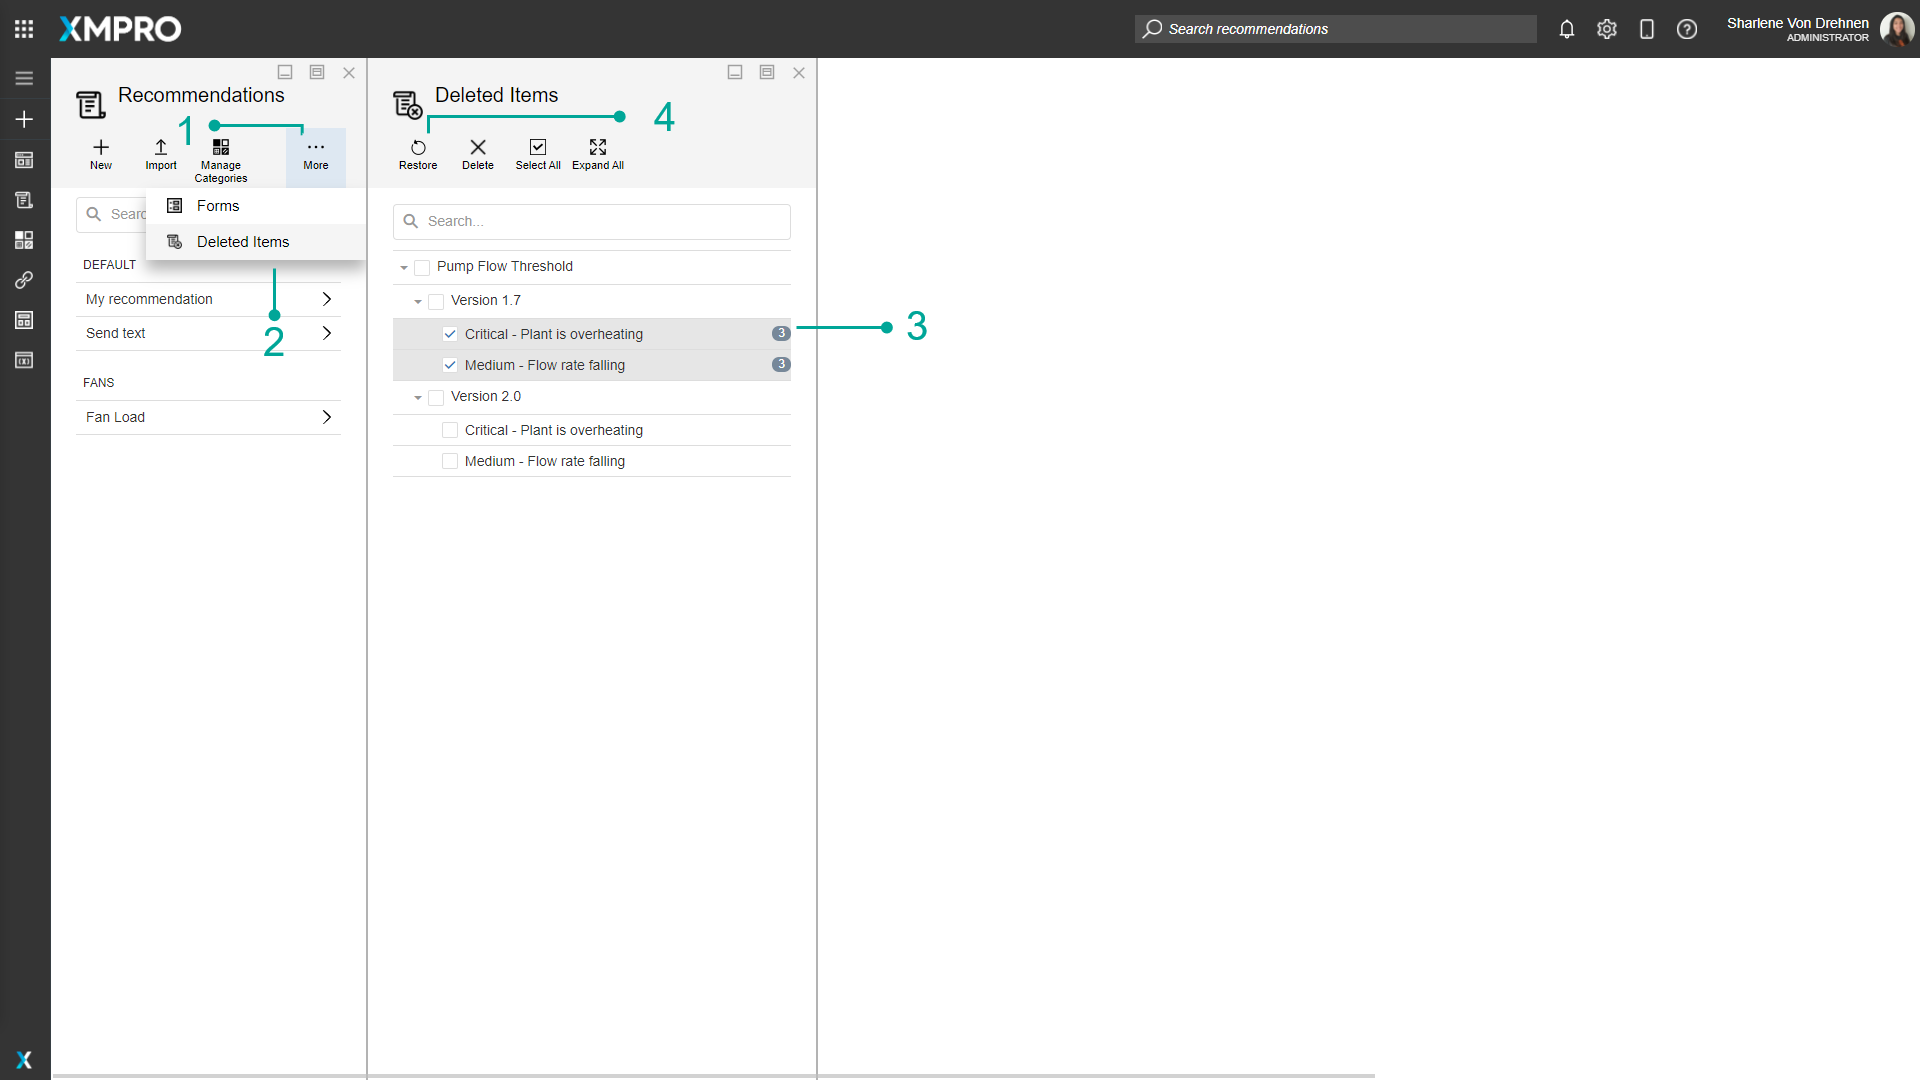 XMPRO
Search recommendations
Sharlene Von Drehnen
ADMINISTRATOR
Recommendations
1
New
Import
Manage
Categories
More
Searc
Forms
Deleted Items
2
DEFAULT
My recommendation
Send text
FANS
Fan Load
Deleted Items
4
Restore
Delete
Select All
Expand All
Search...
Pump Flow Threshold
Version 1.7
Critical - Plant is overheating 3
3
Medium - Flow rate falling 3
Version 2.0
Critical - Plant is overheating
Medium - Flow rate falling
X